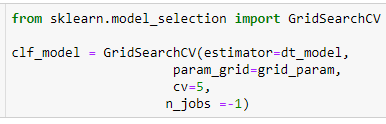 from sklearn.model_selection import GridSearchCV
clf_model = GridSearchCV(estimator=dt_model,
param_grid=grid_param,
cv=5,
n_jobs =-1)